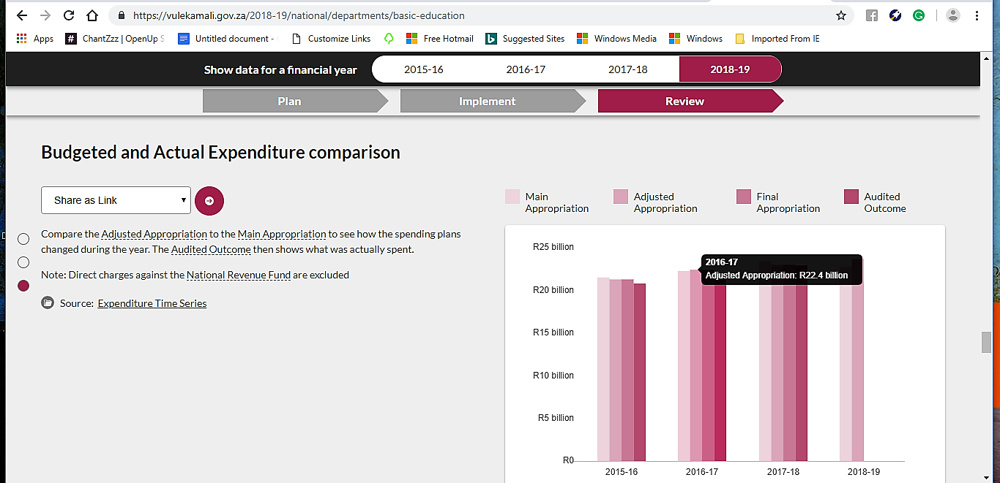 https://vulekamali.gov.za/2018-19/national/departments/basic-education
Apps # ChantZzz | OpenUp S Untitled document - Customize Links Free Hotmail Suggested Sites Windows Media Windows Imported From IE
Show data for a financial year 2015-16 2016-17 2017-18 2018-19
Plan Implement Review
Budgeted and Actual Expenditure comparison
Share as Link
Compare the Adjusted Appropriation to the Main Appropriation to see how the spending plans
changed during the year. The Audited Outcome then shows what was actually spent.
Note: Direct charges against the National Revenue Fund are excluded
Source: Expenditure Time Series
Main
Appropriation
Adjusted
Appropriation
Final
Appropriation
Audited
Outcome
R25 billion
2016-17
Adjusted Appropriation: R22.4 billion
R20 billion
R15 billion
R10 billion
R5 billion
R0
2015-16 2016-17 2017-18 2018-19